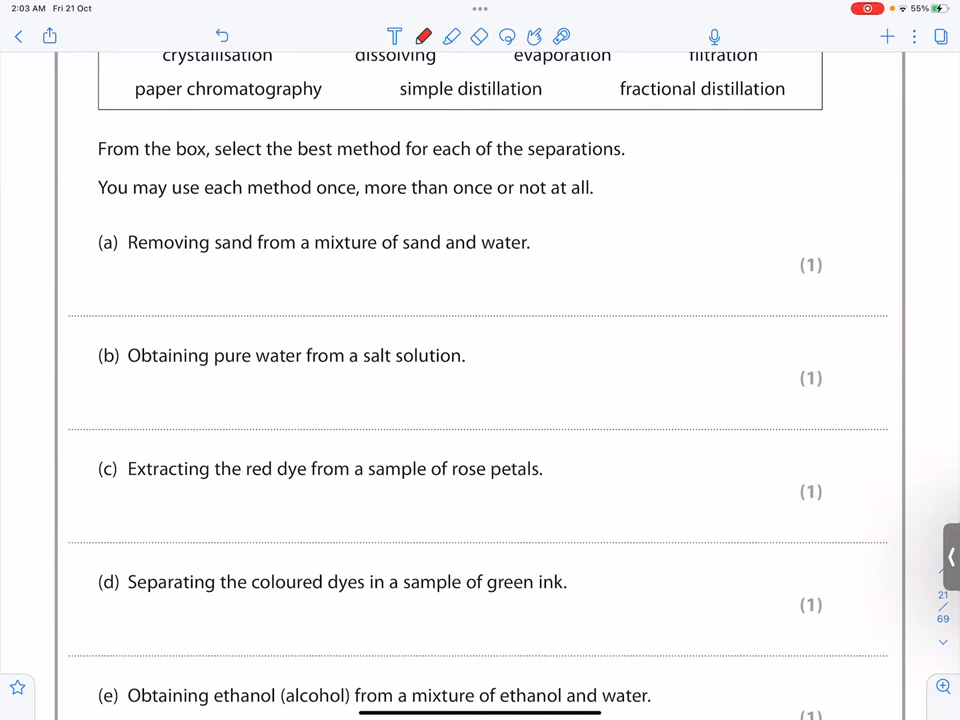 2:03 AM Fri 21 Oct
55%
crystallisation dissolving evaporation filtration
paper chromatography simple distillation fractional distillation
From the box, select the best method for each of the separations.
You may use each method once, more than once or not at all.
(a) Removing sand from a mixture of sand and water.
(1)
(b) Obtaining pure water from a salt solution.
(1)
(c) Extracting the red dye from a sample of rose petals.
(1)
(d) Separating the coloured dyes in a sample of green ink.
(1)
21
/
69
(e) Obtaining ethanol (alcohol) from a mixture of ethanol and water.
(1)